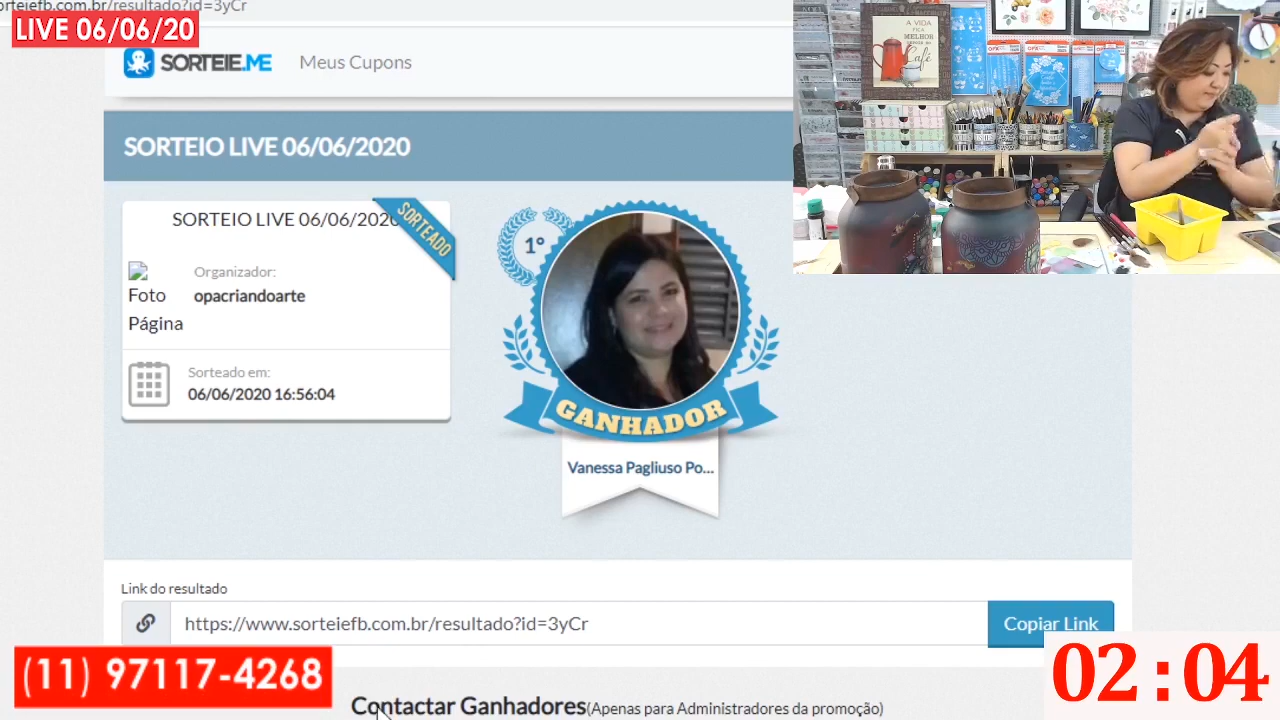 orteiefb.com.br/resultado?id=3yCr
LIVE 06/06/20
SORTEIE.ME
Meus Cupons
SORTEIO LIVE 06/06/2020
SORTEIO LIVE 06/06/2020
SORTEADO
Foto
Página
Organizador:
opacriandoarte
Sorteado em:
06/06/2020 16:56:04
1º
GANHADOR
Vanessa Pagliuso Po...
A VIDA
FICA
MELHOR
Café
Link do resultado
https://www.sorteiefb.com.br/resultado?id=3yCr
Copiar Link
(11) 97117-4268
Contactar Ganhadores(Apenas para Administradores da promoção)
02:04